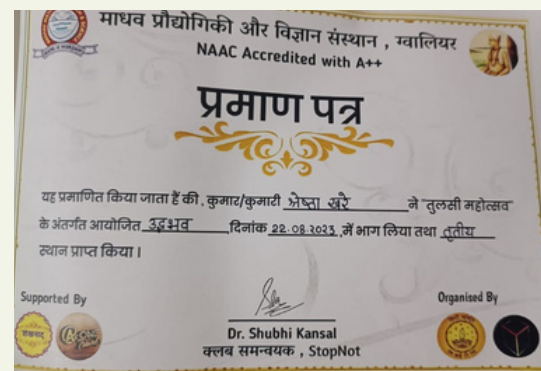 माधव प्रौद्योगिकी और विज्ञान संस्थान , ग्वालियर
NAAC Accredited with A++
प्रमाण पत्र
यह प्रमाणित किया जाता हैं की , कुमार/कुमारी श्रेष्ठा खरे ने "तुलसी महोत्सव"
के अंतर्गत आयोजित उद्भव ,दिनांक 22.08.2023 ,में भाग लिया तथा तृतीय
स्थान प्राप्त किया ।
Supported By
Organised By
Dr. Shubhi Kansal
क्लब समन्वयक , StopNot